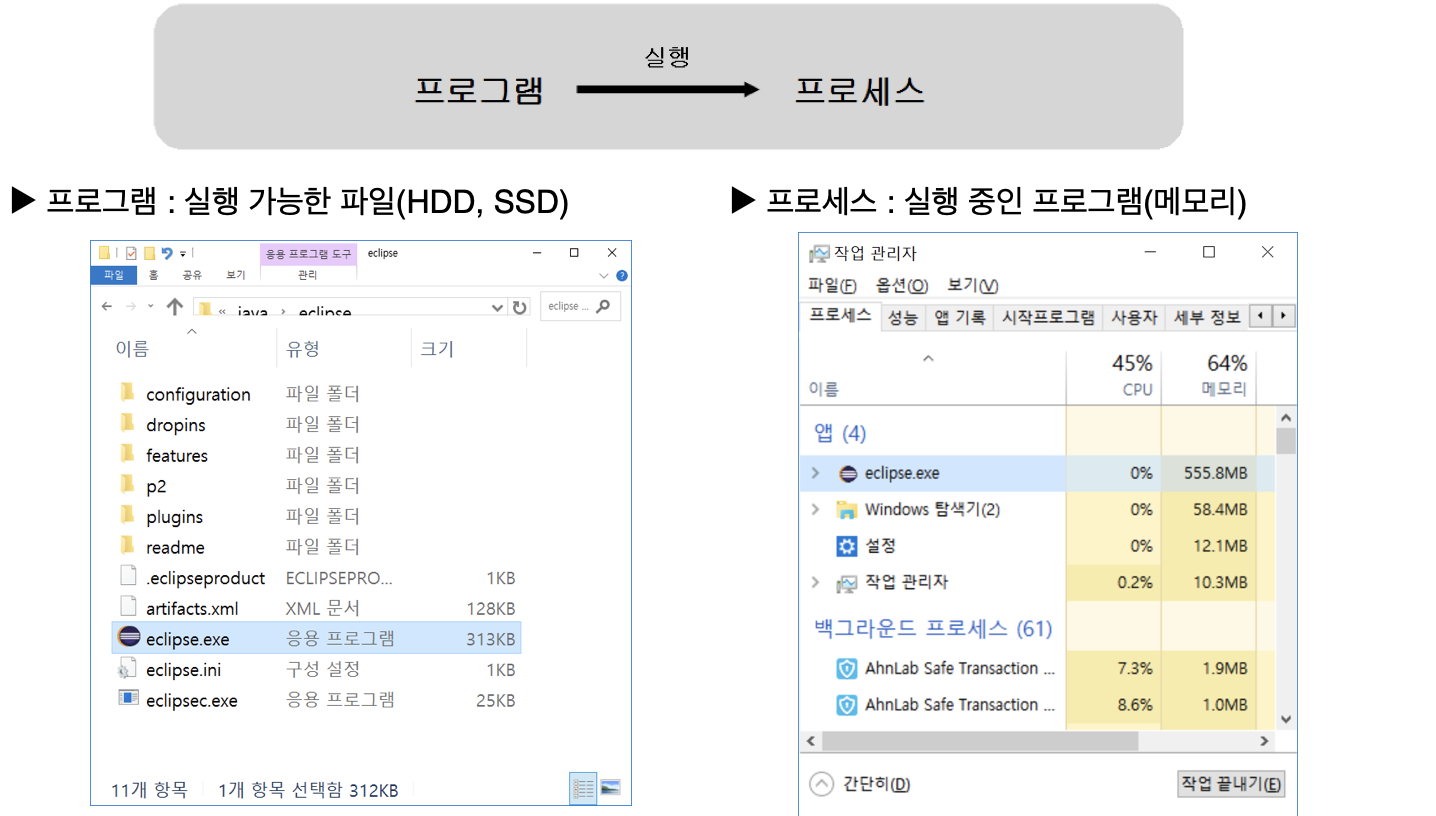 실행
프로그램 프로세스
▶ 프로그램 : 실행 가능한 파일(HDD, SSD)
응용 프로그램 도구 eclipse
파일 홈 공유 보기 관리
« java › eclipse eclipse ...
이름 유형 크기
configuration 파일 폴더
dropins 파일 폴더
features 파일 폴더
p2 파일 폴더
plugins 파일 폴더
readme 파일 폴더
.eclipseproduct ECLIPSEPRO... 1KB
artifacts.xml XML 문서 128KB
eclipse.exe 응용 프로그램 313KB
eclipse.ini 구성 설정 1KB
eclipsec.exe 응용 프로그램 25KB
11개 항목 1개 항목 선택함 312KB
▶ 프로세스 : 실행 중인 프로그램(메모리)
작업 관리자
파일(F) 옵션(O) 보기(V)
프로세스 성능 앱 기록 시작프로그램 사용자 세부 정보
45% 64%
이름 CPU 메모리
앱 (4)
eclipse.exe 0% 555.8MB
Windows 탐색기(2) 0% 58.4MB
설정 0% 12.1MB
작업 관리자 0.2% 10.3MB
백그라운드 프로세스 (61)
AhnLab Safe Transaction ... 7.3% 1.9MB
AhnLab Safe Transaction ... 8.6% 1.0MB
간단히(D) 작업 끝내기(E)